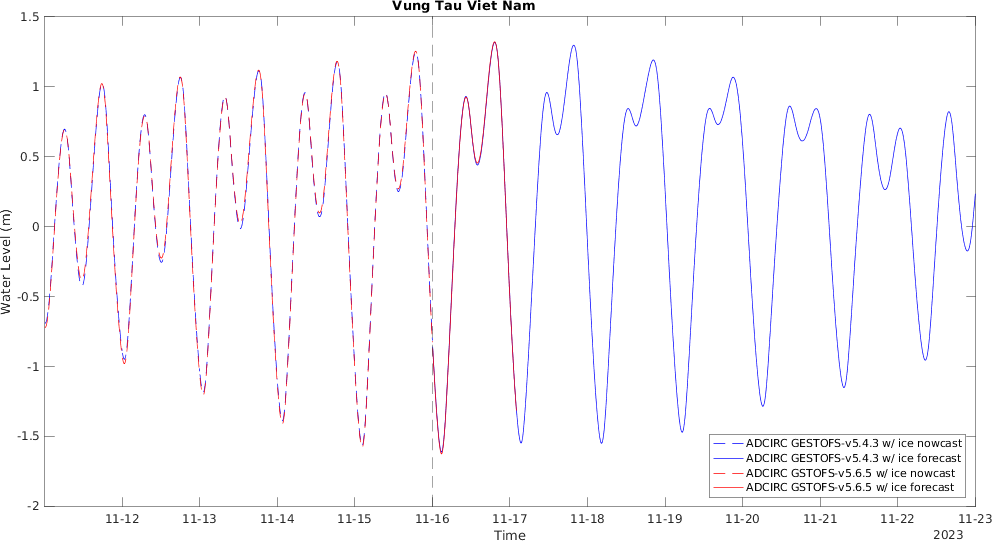 Vung Tau Viet Nam
1.5
1
0.5
0
-0.5
-1
-1.5
-2
Water Level (m)
11-12 11-13 11-14 11-15 11-16 11-17 11-18 11-19 11-20 11-21 11-22 11-23
Time
2023
ADCIRC GESTOFS-v5.4.3 w/ ice nowcast
ADCIRC GESTOFS-v5.4.3 w/ ice forecast
ADCIRC GSTOFS-v5.6.5 w/ ice nowcast
ADCIRC GSTOFS-v5.6.5 w/ ice forecast